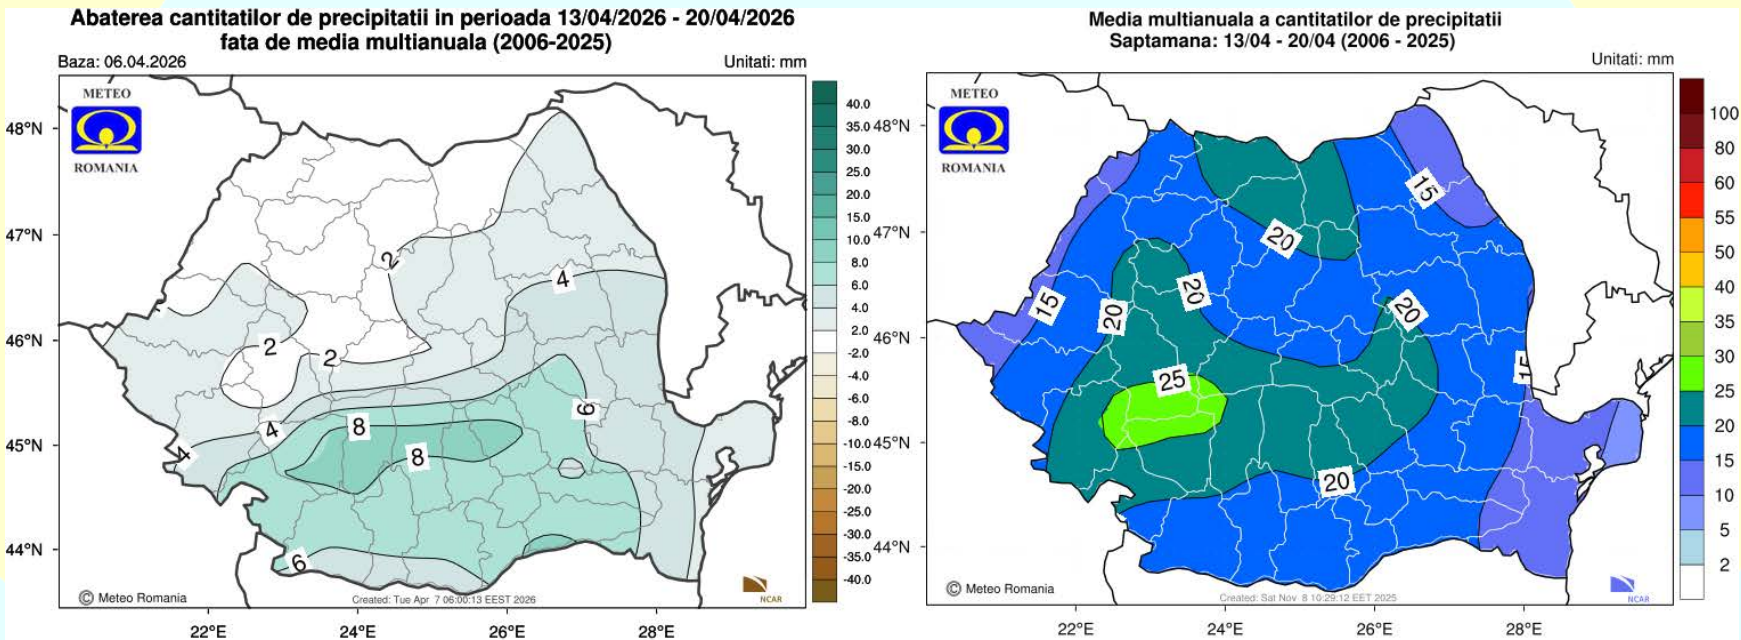 Abaterea cantitatilor de precipitatii in perioada 13/04/2026 - 20/04/2026
fata de media multianuala (2006-2025)
Baza: 06.04.2026
Unitati: mm
METEO
ROMANIA
48°N
47°N
46°N
45°N
44°N
2
4
2
2
4
4
8
8
6
6
40.0
35.0
30.0
25.0
20.0
15.0
10.0
8.0
6.0
4.0
2.0
-2.0
-4.0
-6.0
-8.0
-10.0
-15.0
-20.0
-25.0
-30.0
-35.0
-40.0
© Meteo Romania
Created: Tue Apr 7 06:00:13 EEST 2026
NCAR
22°E
24°E
26°E
28°E
Media multianuala a cantitatilor de precipitatii
Saptamana: 13/04 - 20/04 (2006 - 2025)
Unitati: mm
METEO
ROMANIA
48°N
47°N
46°N
45°N
44°N
15
20
20
15
20
20
25
20
100
80
60
55
50
40
35
30
25
20
15
10
5
2
© Meteo Romania
Created: Sat Nov 8 10:29:12 EET 2025
NCAR
22°E
24°E
26°E
28°E